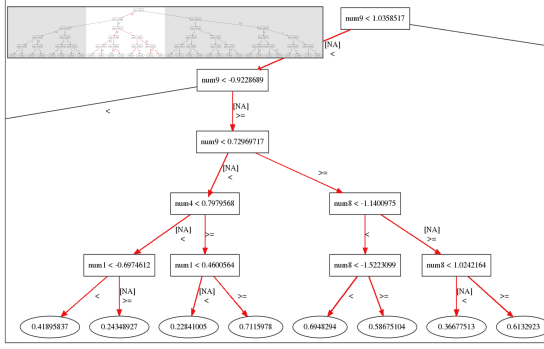 num9 < 1.0358517
[NA]
<
num9 < -0.9228689
<
[NA]
>=
num9 < 0.72969717
[NA]
<
>=
num4 < 0.7979568
num8 < -1.1400975
[NA]
<
>=
<
[NA]
>=
num1 < -0.6974612
num1 < 0.4600564
num8 < -1.5223099
num8 < 1.0242164
<
[NA]
>=
[NA]
<
>=
<
>=
[NA]
<
>=
0.41895837
0.24348927
0.22841005
0.7115978
0.6948294
0.58675104
0.36677513
0.6132923